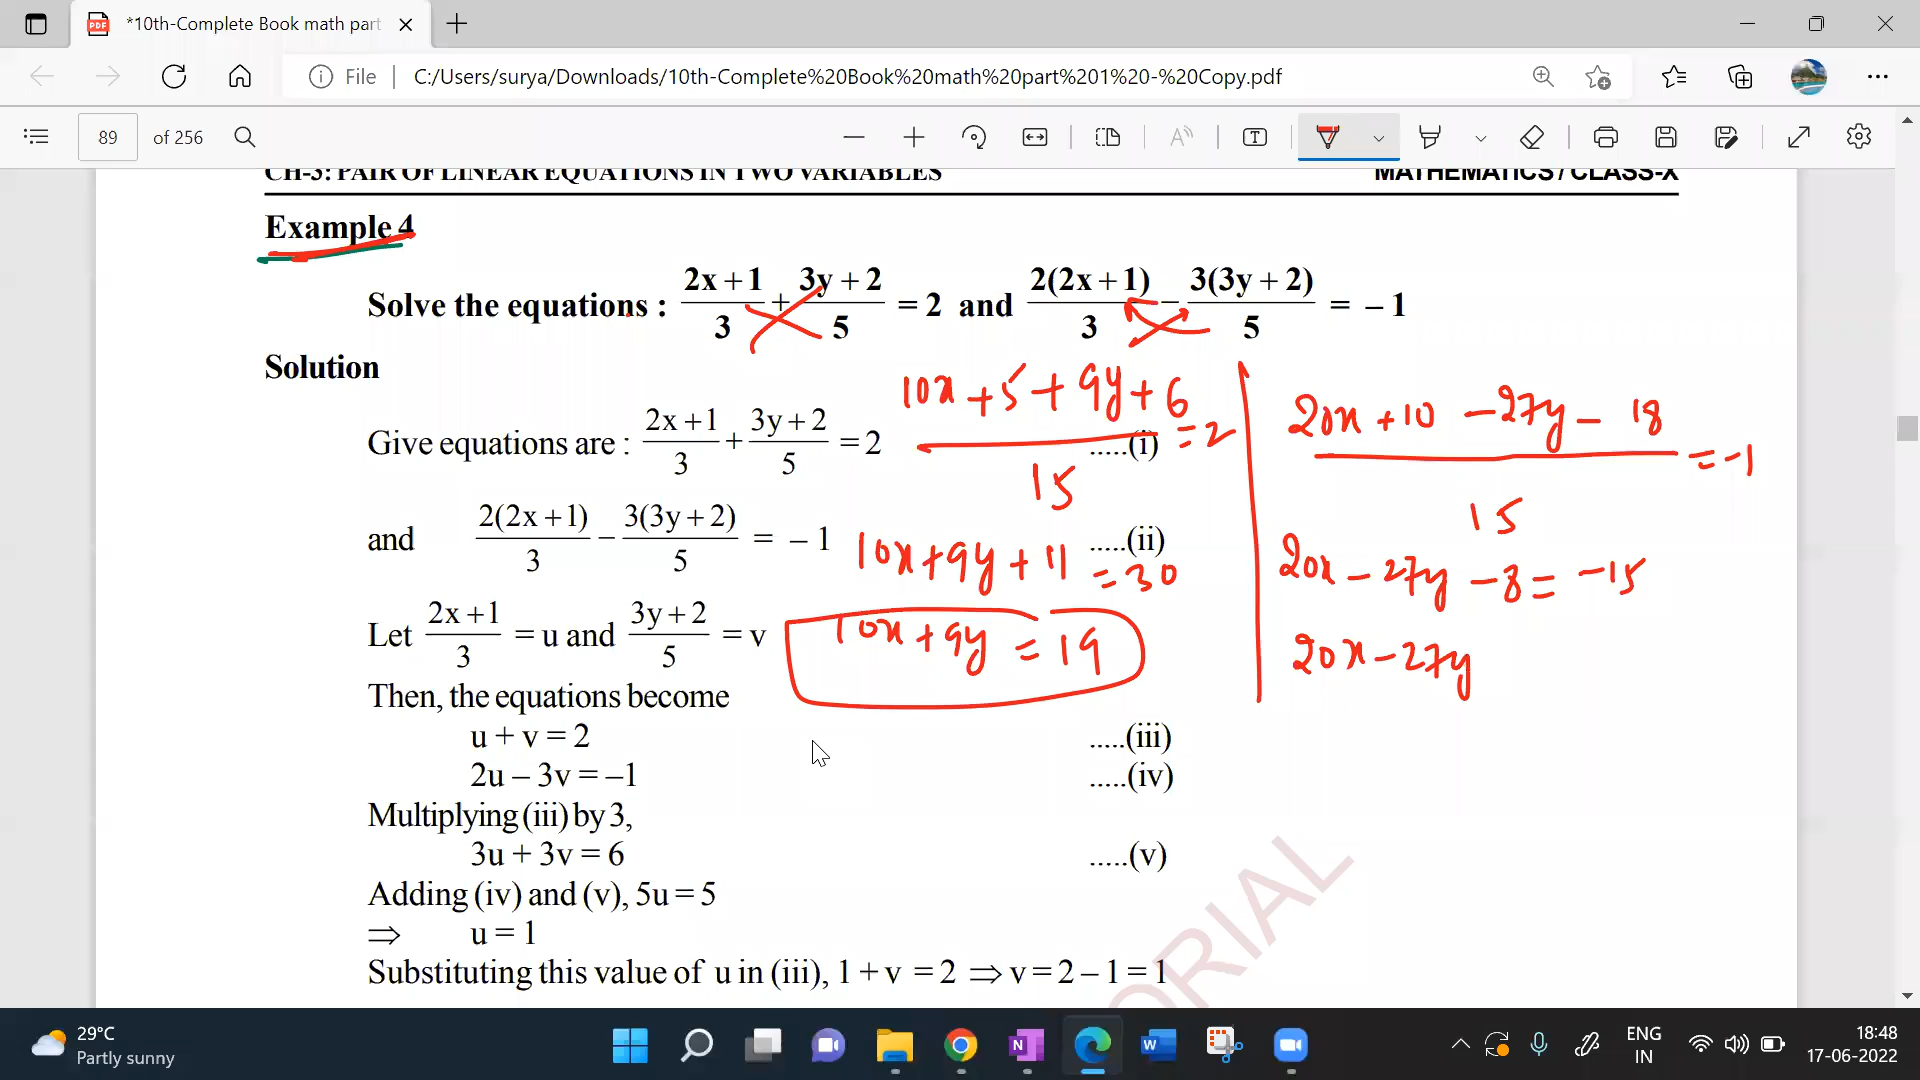 *10th-Complete Book math part
File | C:/Users/surya/Downloads/10th-Complete%20Book%20math%20part%201%20-%20Copy.pdf
89 of 256
CH-3: PAIR OF LINEAR EQUATIONS IN TWO VARIABLES MATHEMATICS / CLASS-X
Example 4
Solve the equations : (2x + 1)/3 + (3y + 2)/5 = 2 and 2(2x + 1)/3 – 3(3y + 2)/5 = – 1
Solution
10x + 5 + 9y + 6 / 15 = 2
20x + 10 - 27y - 18 / 15 = -1
Give equations are : (2x + 1)/3 + (3y + 2)/5 = 2 .....(i)
and 2(2x + 1)/3 – 3(3y + 2)/5 = – 1 .....(ii)
10x + 9y + 11 = 30
20x - 27y - 8 = -15
Let (2x + 1)/3 = u and (3y + 2)/5 = v
10x + 9y = 19
20x - 27y
Then, the equations become
u + v = 2 .....(iii)
2u – 3v = –1 .....(iv)
Multiplying (iii) by 3,
3u + 3v = 6 .....(v)
Adding (iv) and (v), 5u = 5
⇒ u = 1
Substituting this value of u in (iii), 1 + v = 2 ⇒ v = 2 – 1 = 1
ORIAL
29°C
Partly sunny
ENG
IN
18:48
17-06-2022